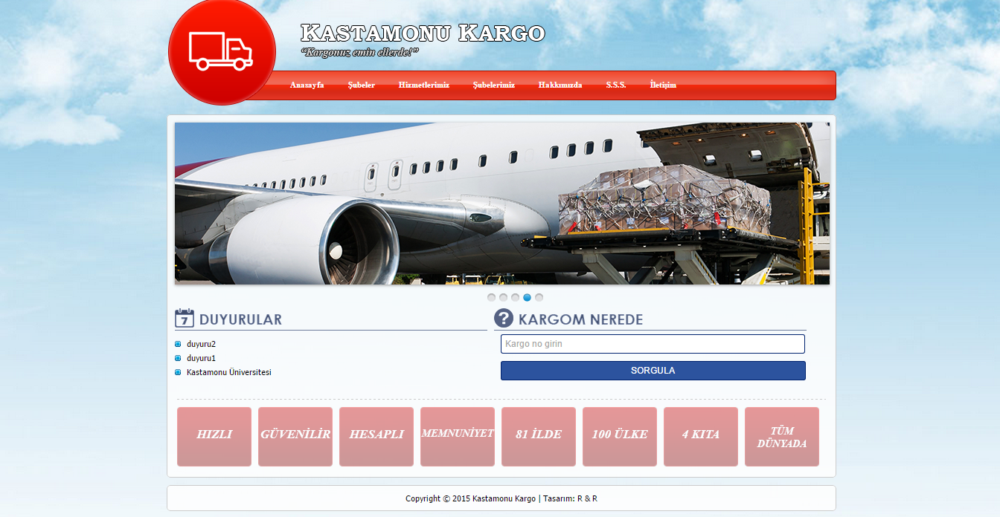 KASTAMONU KARGO
“Kargonuz emin ellerde!”
Anasayfa Şubeler Hizmetlerimiz Şubelerimiz Hakkımızda S.S.S. İletişim
7 DUYURULAR
? KARGOM NEREDE
duyuru2
duyuru1
Kastamonu Üniversitesi
Kargo no girin
SORGULA
HIZLI
GÜVENİLİR
HESAPLI
MEMNUNİYET
81 İLDE
100 ÜLKE
4 KITA
TÜM
DÜNYADA
Copyright © 2015 Kastamonu Kargo | Tasarım: R & R